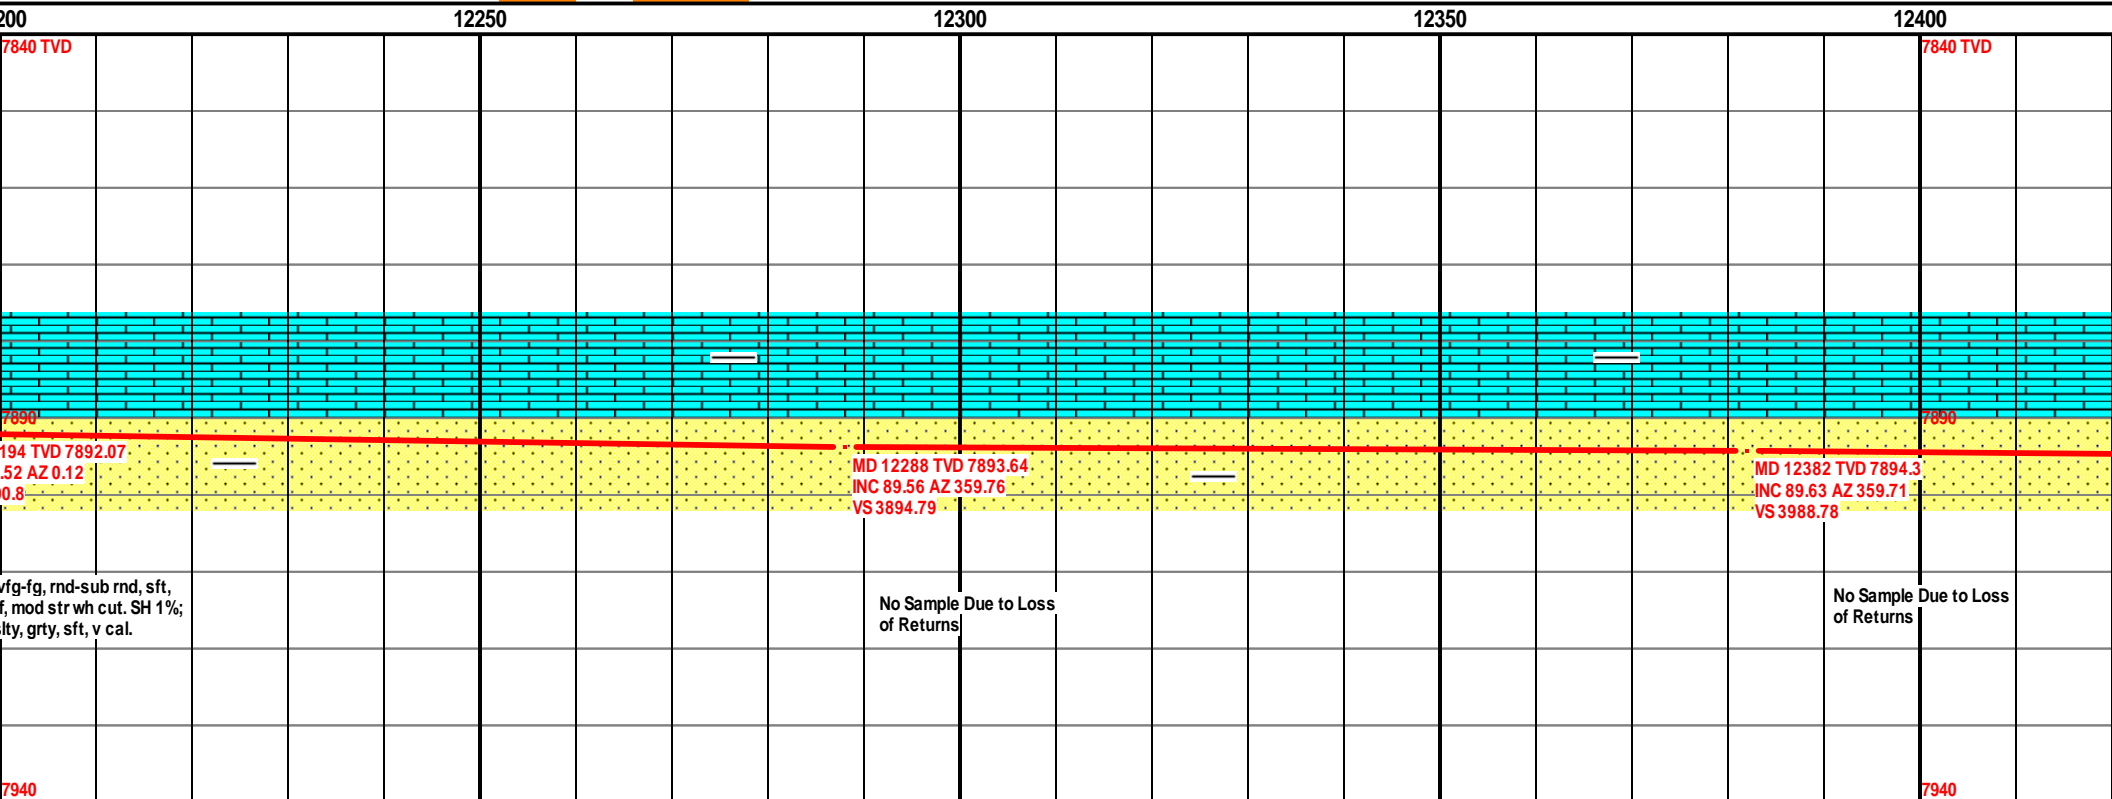 200 12250 12300 12350 12400
7840 TVD 7840 TVD
7890 7890
194 TVD 7892.07
.52 AZ 0.12
00.8
MD 12288 TVD 7893.64
INC 89.56 AZ 359.76
VS 3894.79
MD 12382 TVD 7894.3
INC 89.63 AZ 359.71
VS 3988.78
vfg-fg, rnd-sub rnd, sft,
f, mod str wh cut. SH 1%;
slty, grty, sft, v cal.
No Sample Due to Loss
of Returns
No Sample Due to Loss
of Returns
7940 7940